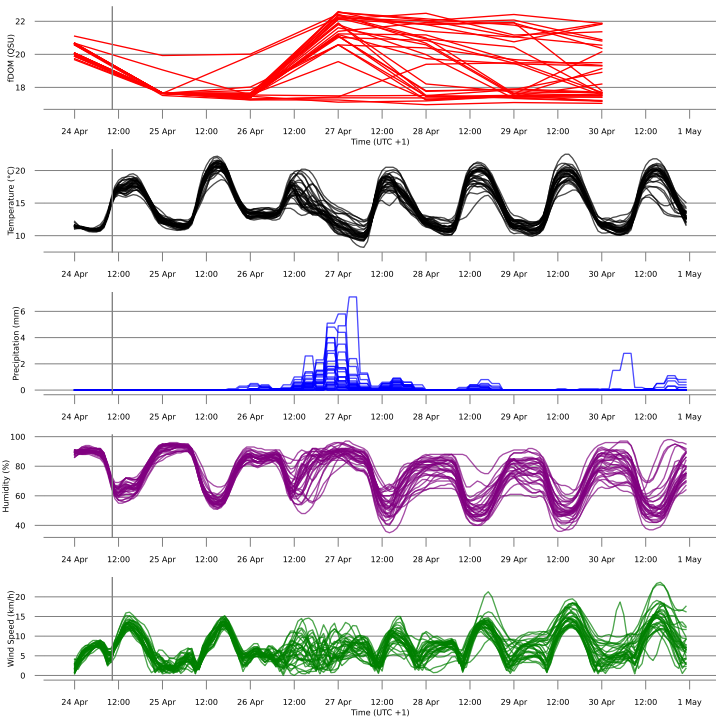 22
20
18
fDOM (QSU)
24 Apr 12:00 25 Apr 12:00 26 Apr 12:00 27 Apr 12:00 28 Apr 12:00 29 Apr 12:00 30 Apr 12:00 1 May
Time (UTC +1)
20
15
10
Temperature (°C)
24 Apr 12:00 25 Apr 12:00 26 Apr 12:00 27 Apr 12:00 28 Apr 12:00 29 Apr 12:00 30 Apr 12:00 1 May
6
4
2
0
Precipitation (mm)
24 Apr 12:00 25 Apr 12:00 26 Apr 12:00 27 Apr 12:00 28 Apr 12:00 29 Apr 12:00 30 Apr 12:00 1 May
100
80
60
40
Humidity (%)
24 Apr 12:00 25 Apr 12:00 26 Apr 12:00 27 Apr 12:00 28 Apr 12:00 29 Apr 12:00 30 Apr 12:00 1 May
20
15
10
5
0
Wind Speed (km/h)
24 Apr 12:00 25 Apr 12:00 26 Apr 12:00 27 Apr 12:00 28 Apr 12:00 29 Apr 12:00 30 Apr 12:00 1 May
Time (UTC +1)